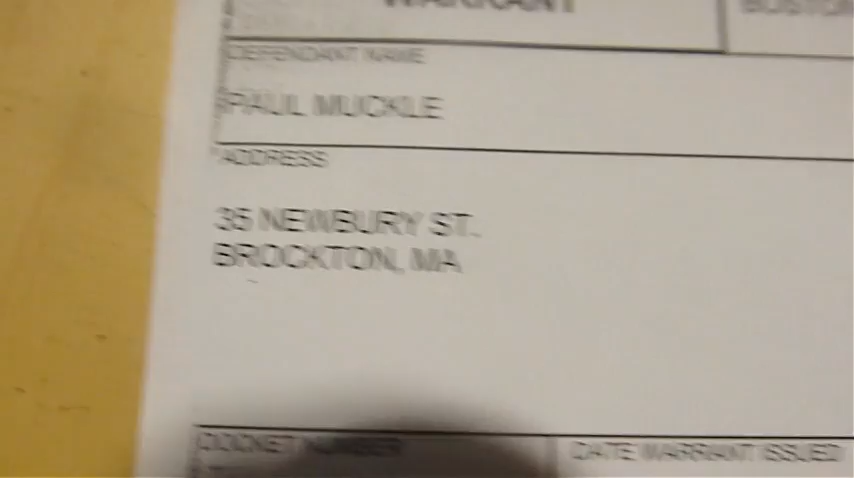 WARRANT
BOSTON
DEFENDANT NAME
PAUL MUCKLE
ADDRESS
35 NEWBURY ST.
BROCKTON, MA
DOCKET NUMBER
DATE WARRANT ISSUED